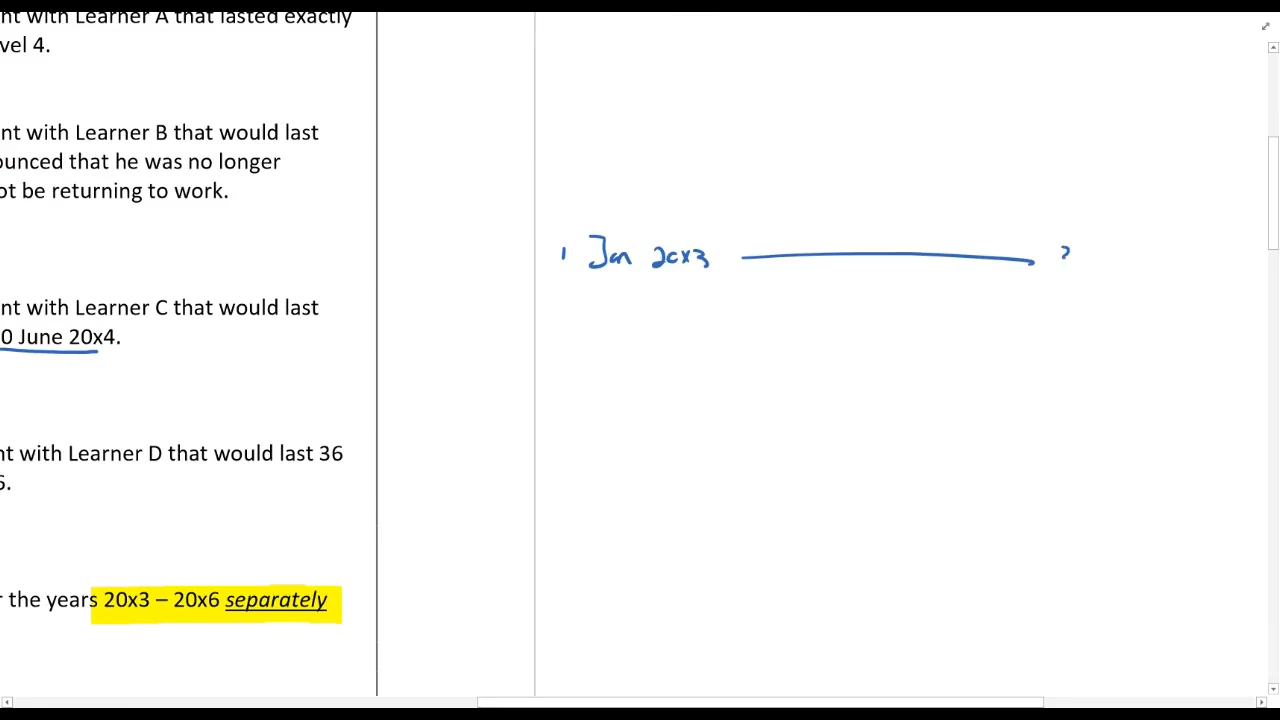 nt with Learner A that lasted exactly
vel 4.
nt with Learner B that would last
ounced that he was no longer
ot be returning to work.
1 Jan 20x3
nt with Learner C that would last
0 June 20x4.
nt with Learner D that would last 36
6.
r the years 20x3 – 20x6 separately